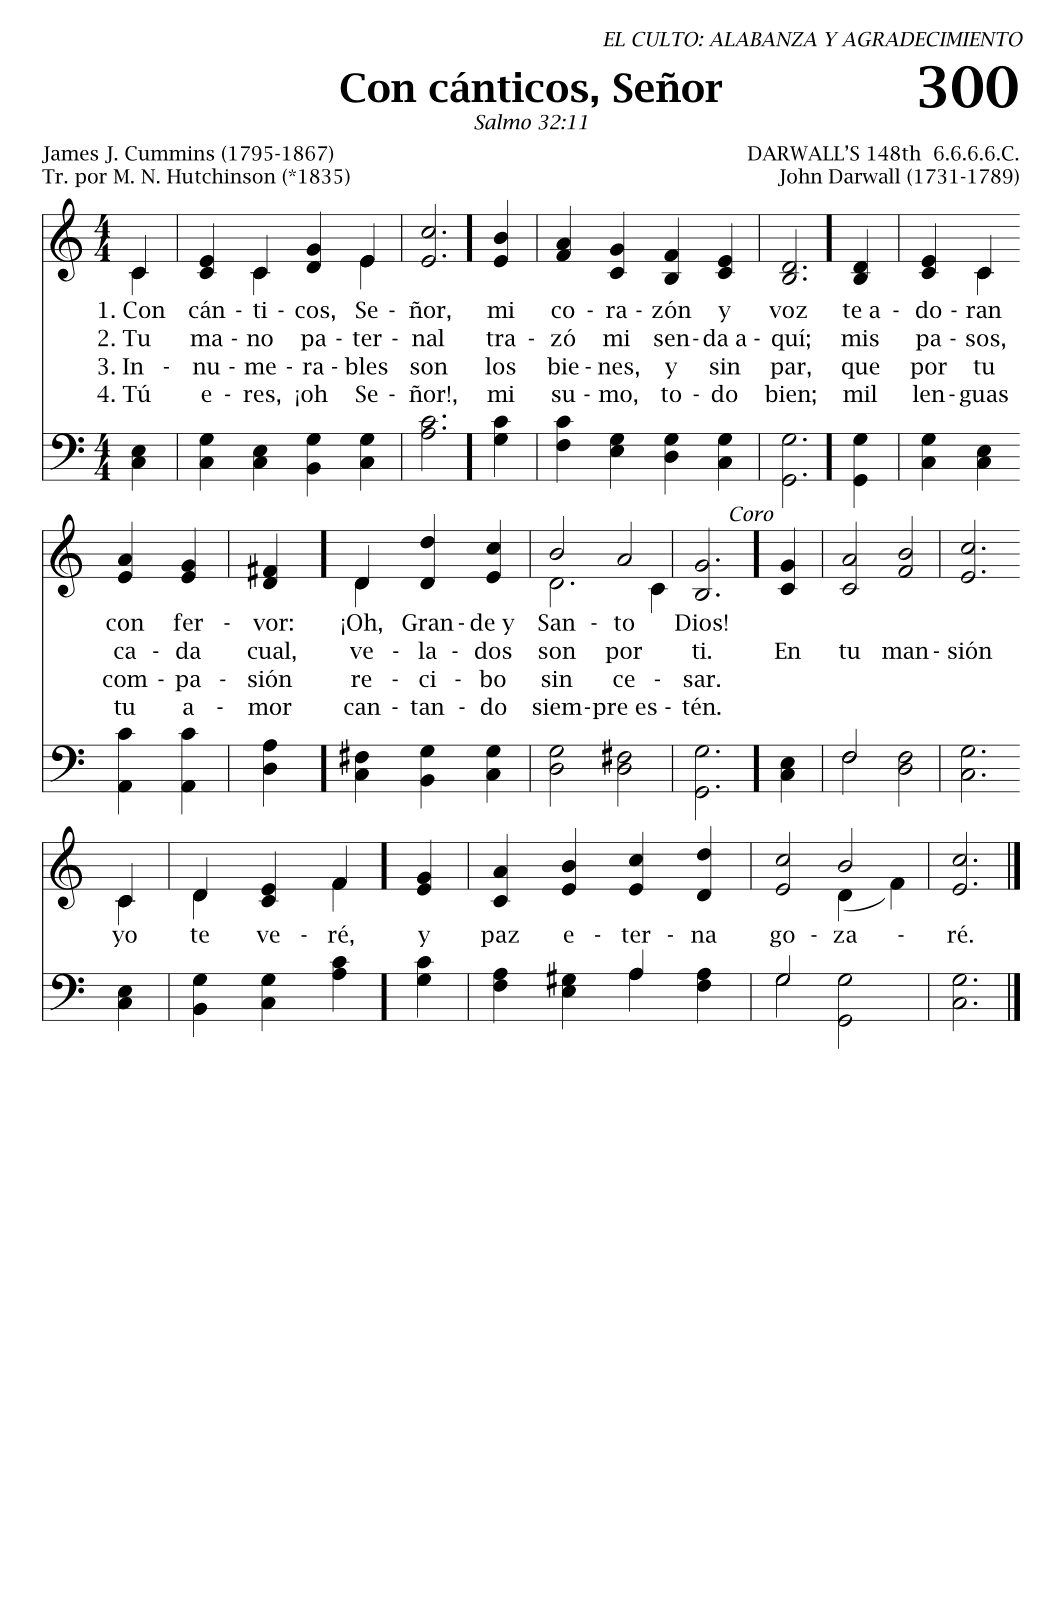 EL CULTO: ALABANZA Y AGRADECIMIENTO
Con cánticos, Señor 300
Salmo 32:11
James J. Cummins (1795-1867) DARWALL'S 148th 6.6.6.6.C.
Tr. por M. N. Hutchinson (*1835) John Darwall (1731-1789)
1. Con cán - ti - cos, Se - ñor, mi co - ra - zón y voz te a - do - ran
2. Tu ma - no pa - ter - nal tra - zó mi sen - da a - quí; mis pa - sos,
3. In - nu - me - ra - bles son los bie - nes, y sin par, que por tu
4. Tú e - res, ¡oh Se - ñor!, mi su - mo, to - do bien; mil len - guas
Coro
con fer - vor: ¡Oh, Gran - de y San - to Dios!
ca - da cual, ve - la - dos son por ti. En tu man - sión
com - pa - sión re - ci - bo sin ce - sar.
tu a - mor can - tan - do siem - pre es - tén.
yo te ve - ré, y paz e - ter - na go - za - ré.